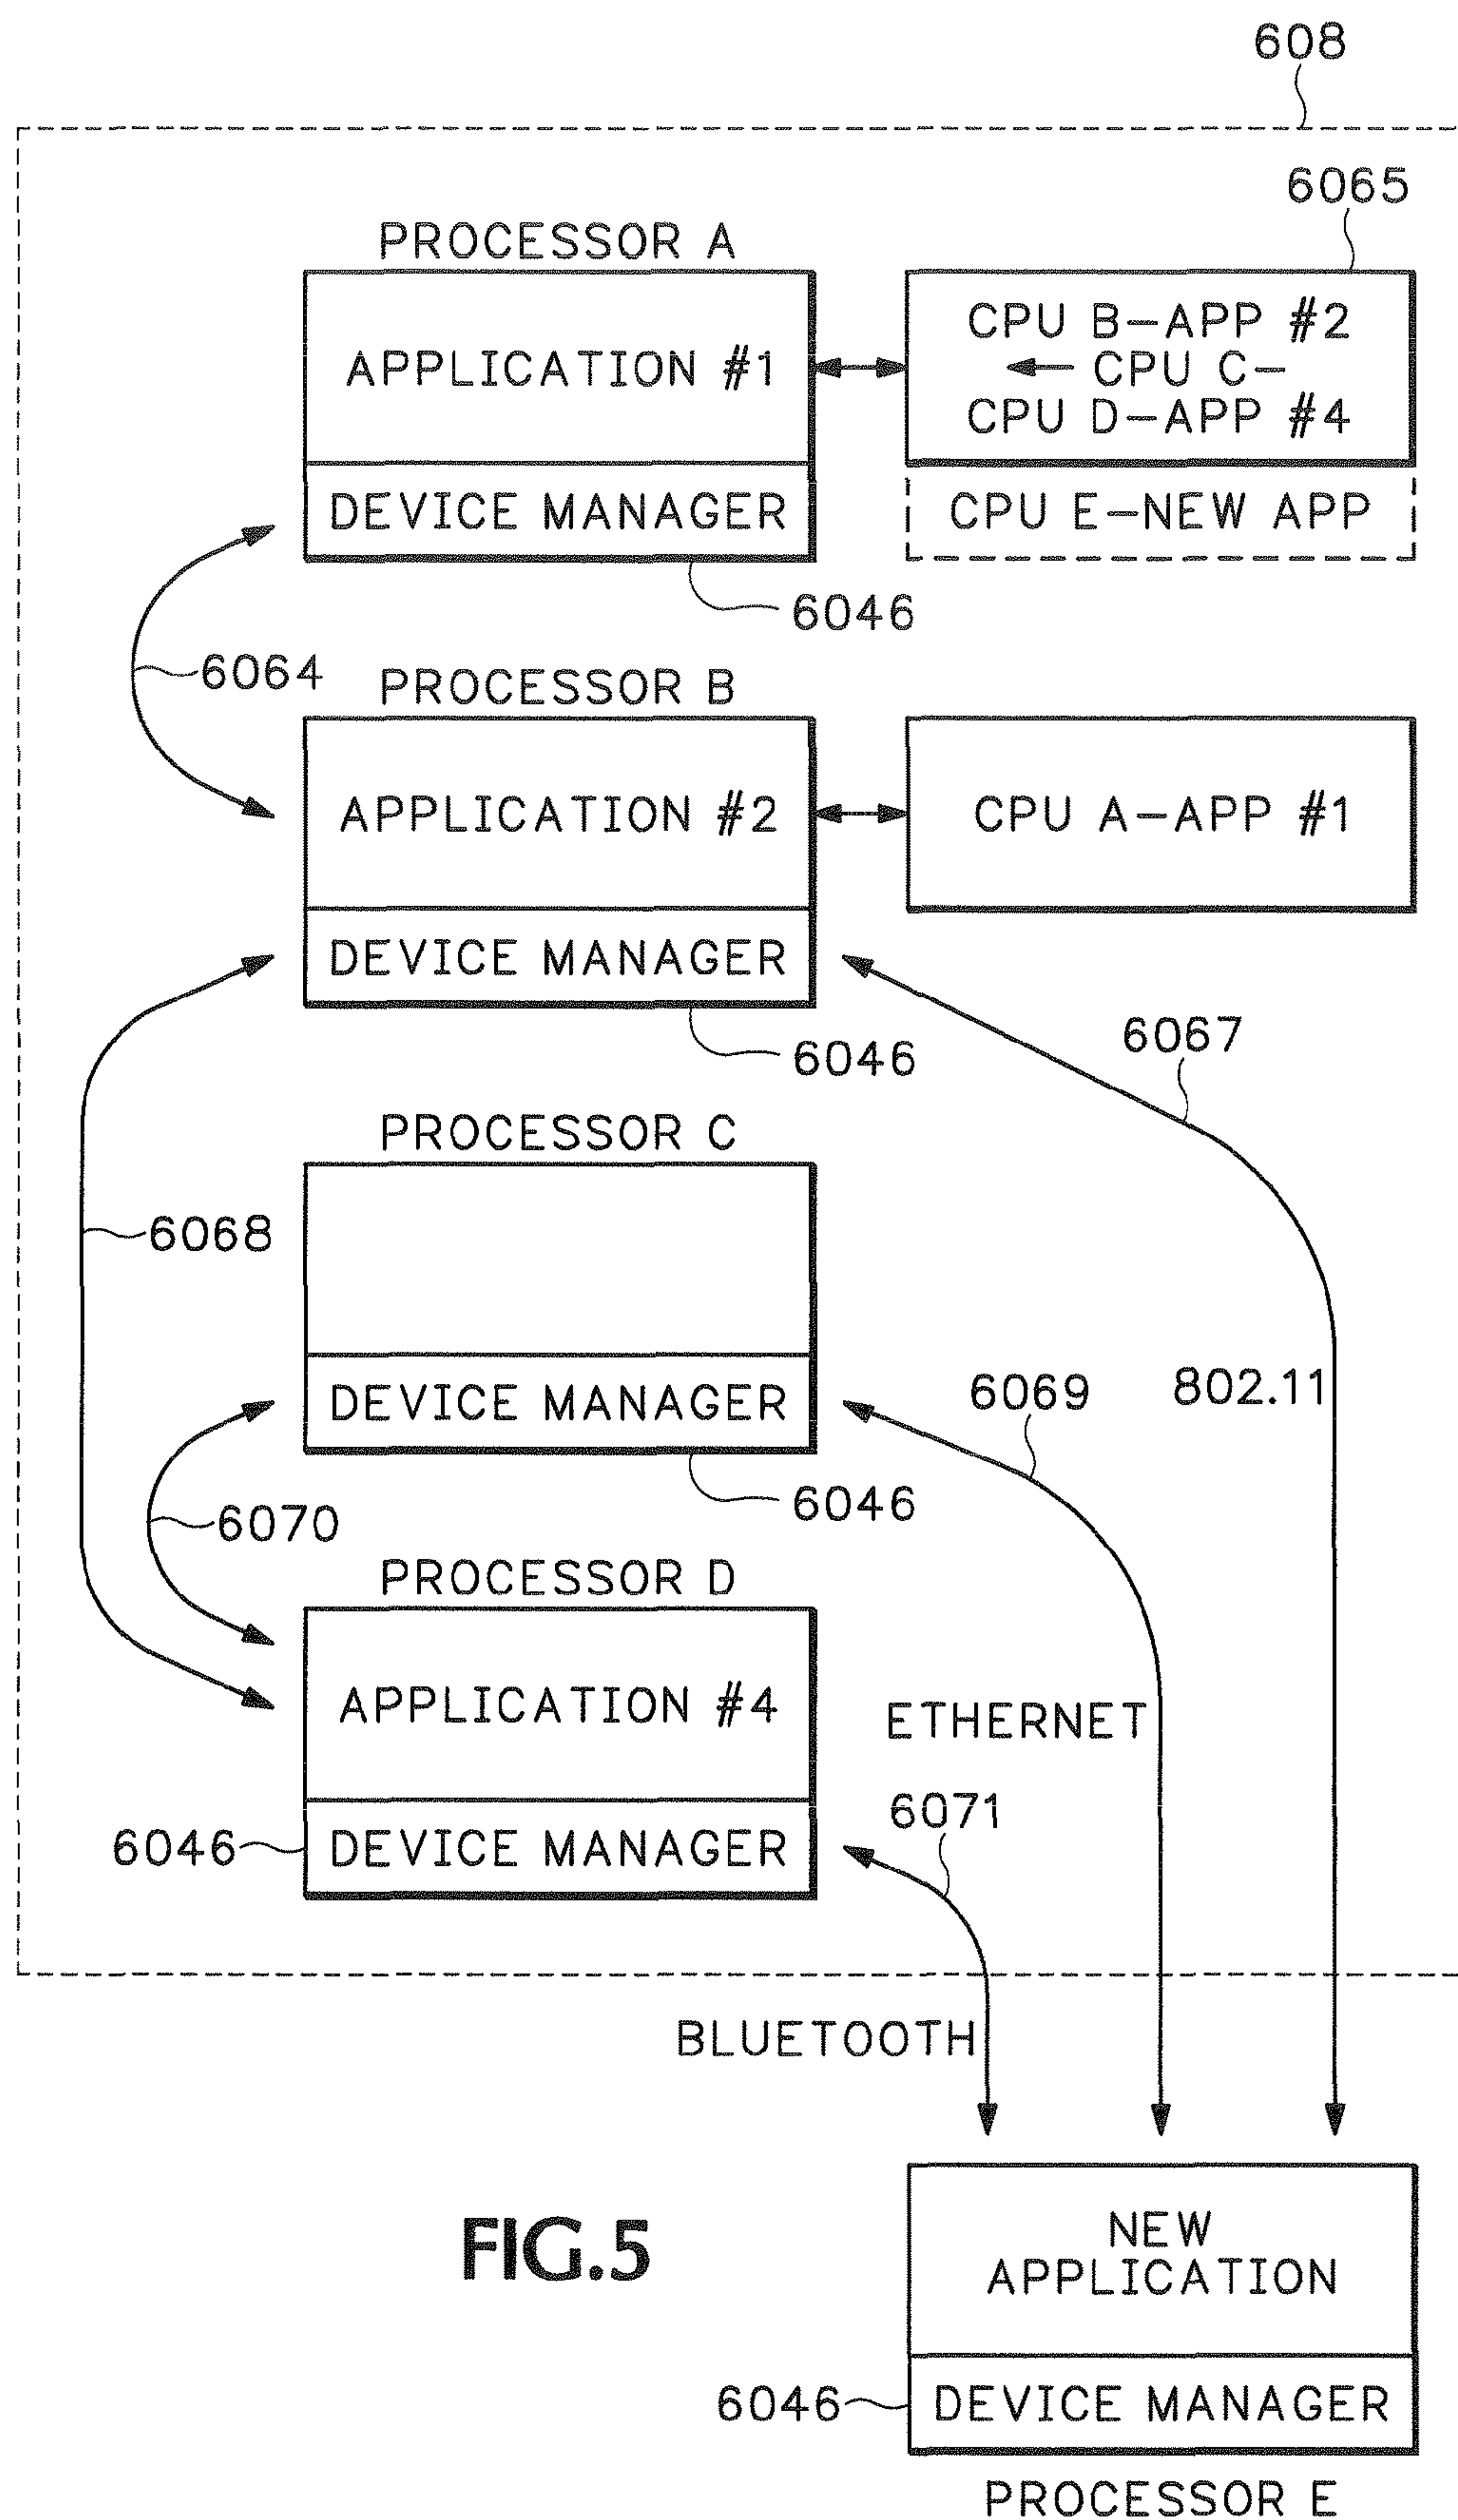 608
6065
PROCESSOR A
APPLICATION #1
DEVICE MANAGER
CPU B-APP #2
CPU C-
CPU D-APP #4
CPU E-NEW APP
6046
6064
PROCESSOR B
APPLICATION #2
DEVICE MANAGER
CPU A-APP #1
6046
6067
PROCESSOR C
DEVICE MANAGER
6068
6069
802.11
6046
6070
PROCESSOR D
APPLICATION #4
DEVICE MANAGER
6046
ETHERNET
6071
BLUETOOTH
NEW
APPLICATION
DEVICE MANAGER
6046
PROCESSOR E
FIG.5